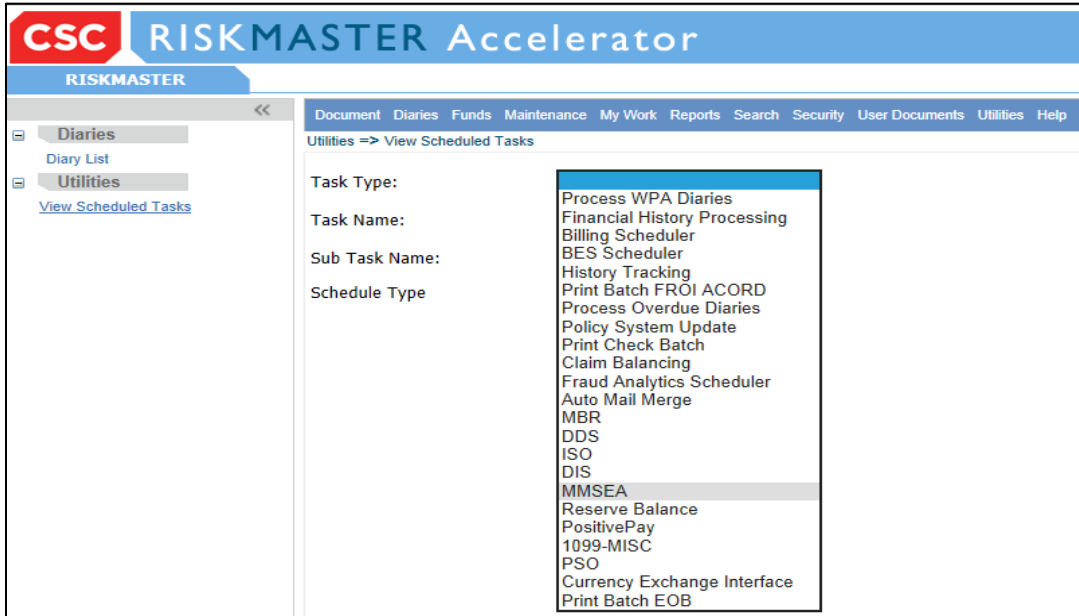 CSC RISKMASTER Accelerator
RISKMASTER
<<
Document Diaries Funds Maintenance My Work Reports Search Security User Documents Utilities Help
Utilities => View Scheduled Tasks
Diaries
Diary List
Utilities
View Scheduled Tasks
Task Type:
Task Name:
Sub Task Name:
Schedule Type
Process WPA Diaries
Financial History Processing
Billing Scheduler
BES Scheduler
History Tracking
Print Batch FROI ACORD
Process Overdue Diaries
Policy System Update
Print Check Batch
Claim Balancing
Fraud Analytics Scheduler
Auto Mail Merge
MBR
DDS
ISO
DIS
MMSEA
Reserve Balance
PositivePay
1099-MISC
PSO
Currency Exchange Interface
Print Batch EOB